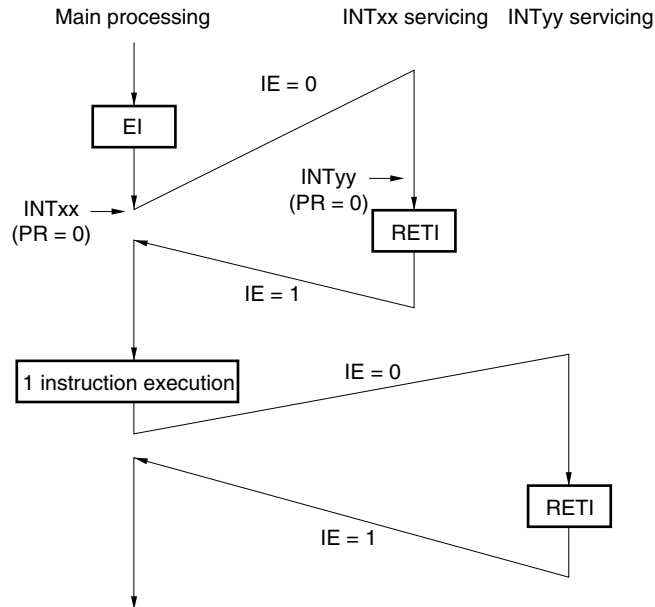 Main processing
INTxx servicing
INTyy servicing
IE = 0
EI
INTyy
(PR = 0)
INTxx
(PR = 0)
RETI
IE = 1
1 instruction execution
IE = 0
RETI
IE = 1